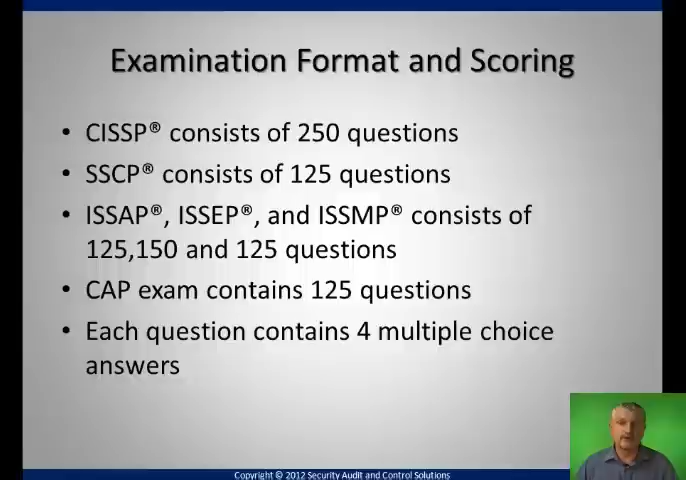 Examination Format and Scoring
• CISSP® consists of 250 questions
• SSCP® consists of 125 questions
• ISSAP®, ISSEP®, and ISSMP® consists of
125,150 and 125 questions
• CAP exam contains 125 questions
• Each question contains 4 multiple choice
answers
Copyright © 2012 Security Audit and Control Solutions